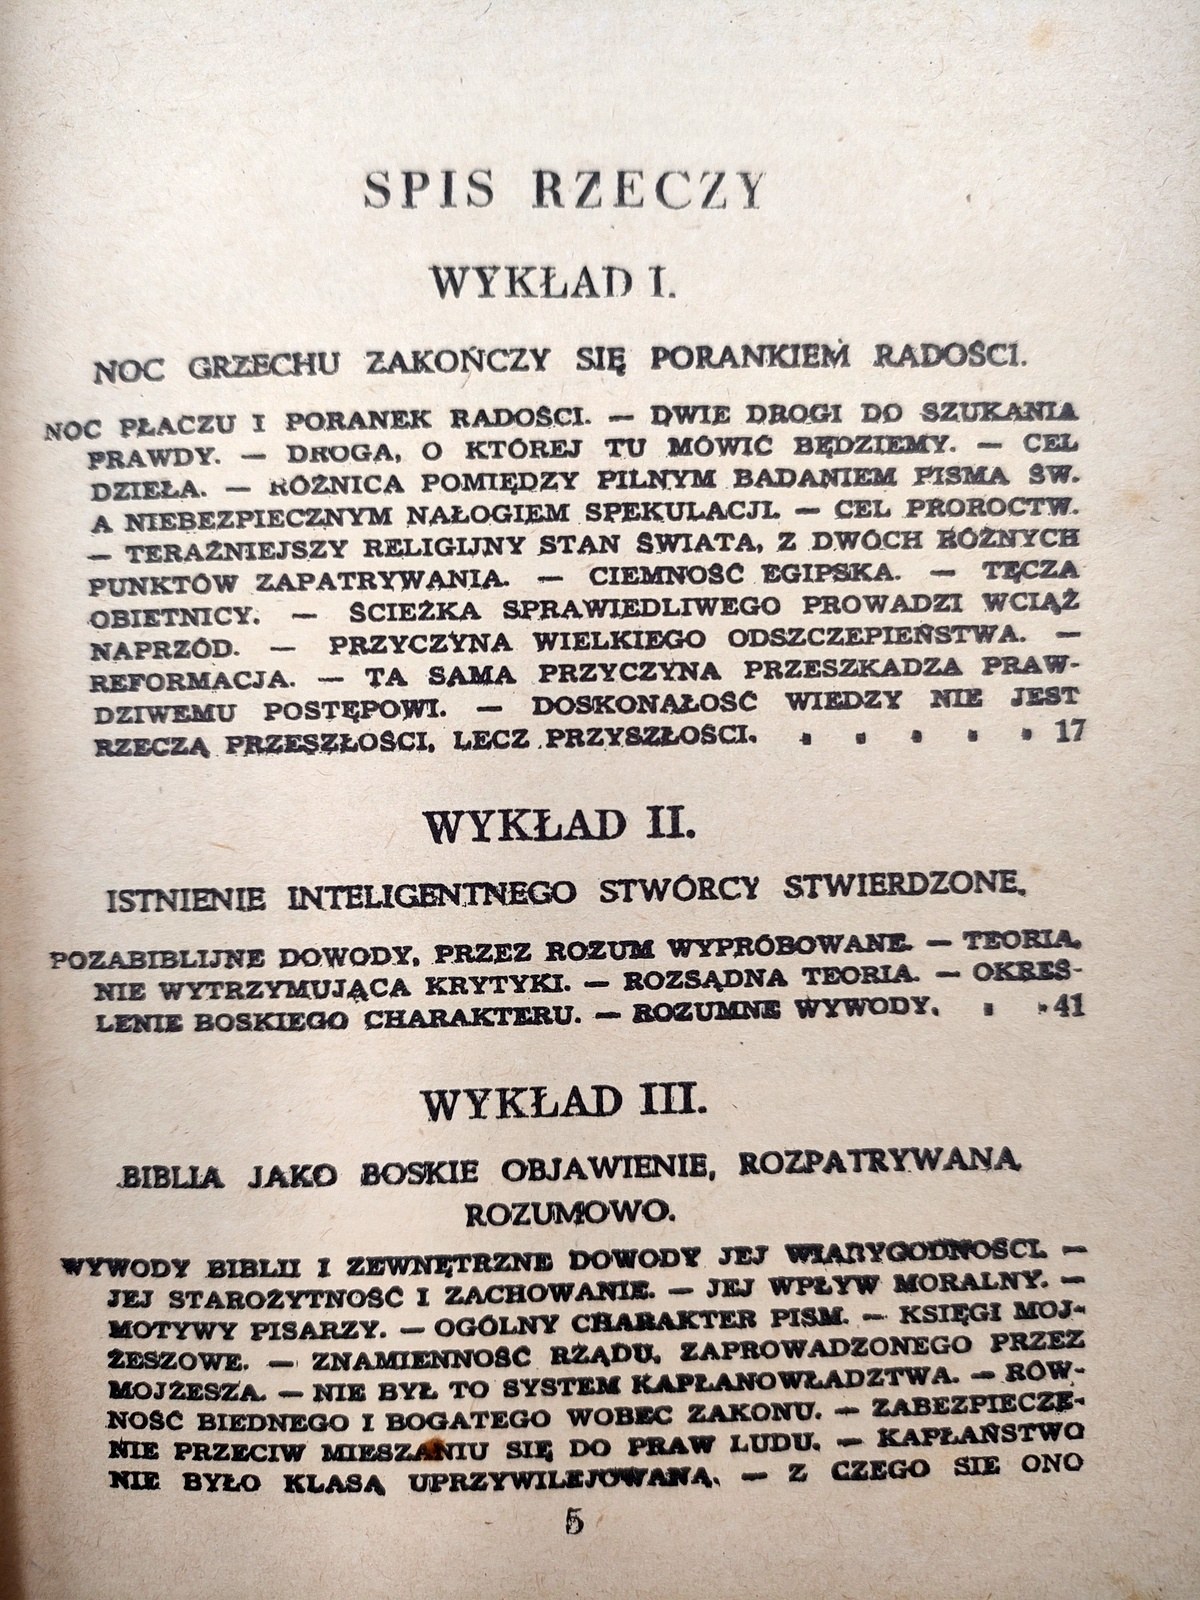 SPIS RZECZY
WYKŁAD I.
NOC GRZECHU ZAKOŃCZY SIĘ PORANKIEM RADOŚCI.
NOC PŁACZU I PORANEK RADOŚCI. — DWIE DROGI DO SZUKANIA
PRAWDY. — DROGA, O KTÓREJ TU MÓWIĆ BĘDZIEMY. — CEL
DZIEŁA. — RÓŻNICA POMIĘDZY PILNYM BADANIEM PISMA ŚW.
A NIEBEZPIECZNYM NAŁOGIEM SPEKULACJI. — CEL PROROCTW.
— TERAŹNIEJSZY RELIGIJNY STAN ŚWIATA, Z DWÓCH RÓŻNYCH
PUNKTÓW ZAPATRYWANIA. — CIEMNOŚĆ EGIPSKA. — TĘCZA
OBIETNICY. — ŚCIEŻKA SPRAWIEDLIWEGO PROWADZI WCIĄŻ
NAPRZÓD. — PRZYCZYNA WIELKIEGO ODSZCZEPIEŃSTWA. —
REFORMACJA. — TA SAMA PRZYCZYNA PRZESZKADZA PRAW-
DZIWEMU POSTĘPOWI. — DOSKONAŁOŚĆ WIEDZY NIE JEST
RZECZĄ PRZESZŁOŚCI, LECZ PRZYSZŁOŚCI. . . . . . 17
WYKŁAD II.
ISTNIENIE INTELIGENTNEGO STWÓRCY STWIERDZONE.
POZABIBLIJNE DOWODY, PRZEZ ROZUM WYPRÓBOWANE. — TEORIA,
NIE WYTRZYMUJĄCA KRYTYKI. — ROZSĄDNA TEORIA. — OKREŚ-
LENIE BOSKIEGO CHARAKTERU. — ROZUMNE WYWODY. . . 41
WYKŁAD III.
BIBLIA JAKO BOSKIE OBJAWIENIE, ROZPATRYWANA
ROZUMOWO.
WYWODY BIBLII I ZEWNĘTRZNE DOWODY JEJ WIARYGODNOŚCI. —
JEJ STAROŻYTNOŚĆ I ZACHOWANIE. — JEJ WPŁYW MORALNY. —
MOTYWY PISARZY. — OGÓLNY CHARAKTER PISM. — KSIĘGI MOJ-
ŻESZOWE. — ZNAMIENNOŚĆ RZĄDU, ZAPROWADZONEGO PRZEZ
MOJŻESZA. — NIE BYŁ TO SYSTEM KAPŁANOWŁADZTWA. — RÓW-
NOŚĆ BIEDNEGO I BOGATEGO WOBEC ZAKONU. — ZABEZPIECZE-
NIE PRZECIW MIESZANIU SIĘ DO PRAW LUDU. — KAPŁAŃSTWO
NIE BYŁO KLASĄ UPRZYWILEJOWANĄ. — Z CZEGO SIE ONO
5